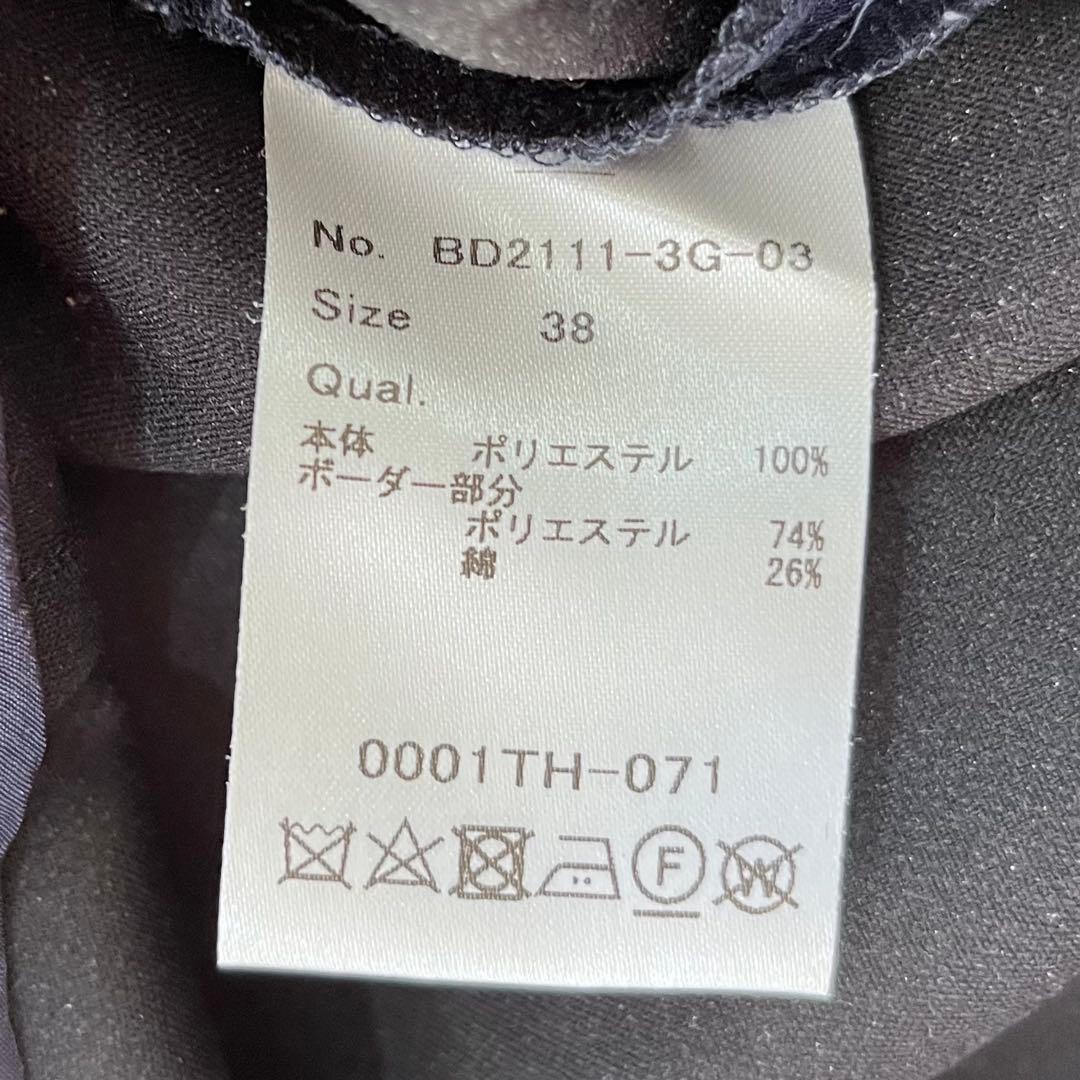 No. BD2111-3G-03
Size 38
Qual.
本体 ポリエステル 100%
ボーダー部分
ポリエステル 74%
綿 26%
0001TH-071
F W